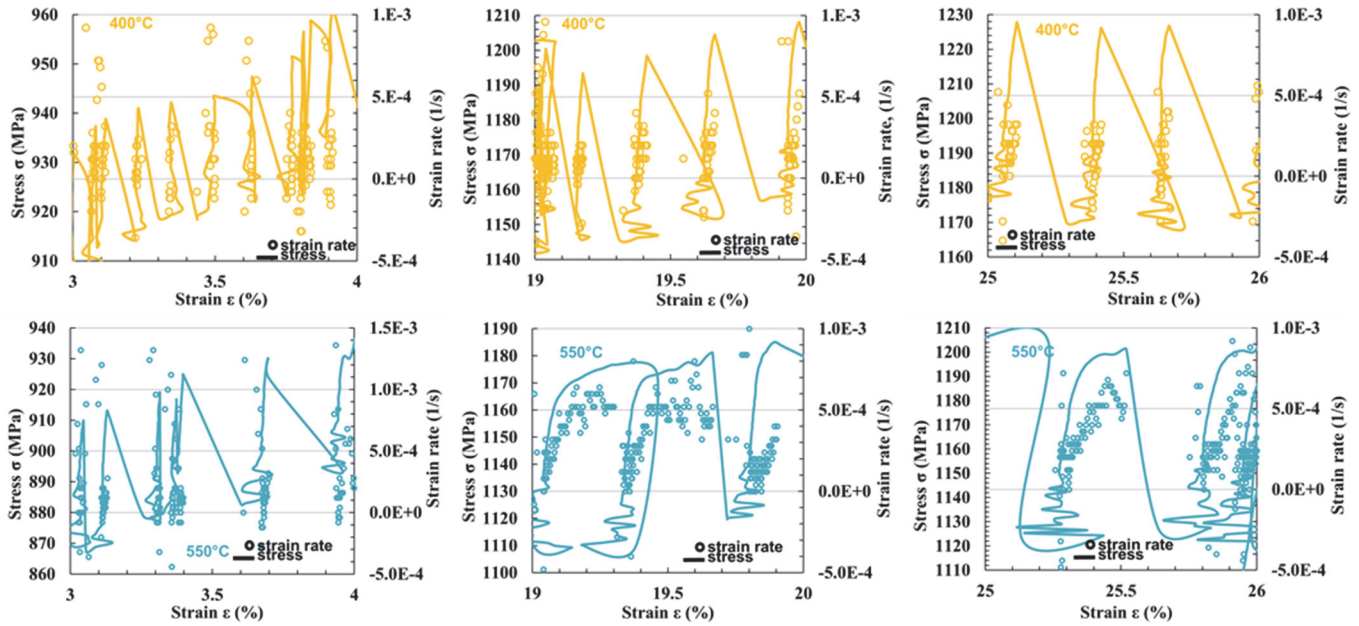 960
950
940
930
920
910
Stress σ (MPa)
400°C
1.0E-3
5.0E-4
0.0E+0
-5.0E-4
Strain rate (1/s)
strain rate
stress
3
3.5
4
Strain ε (%)
1210
1200
1190
1180
1170
1160
1150
1140
Stress σ (MPa)
400°C
1.0E-3
5.0E-4
0.0E+0
-5.0E-4
Strain rate, (1/s)
strain rate
stress
19
19.5
20
Strain ε (%)
1230
1220
1210
1200
1190
1180
1170
1160
Stress σ (MPa)
400°C
1.0E-3
5.0E-4
0.0E+0
-5.0E-4
Strain rate (1/s)
strain rate
stress
25
25.5
26
Strain ε (%)
940
930
920
910
900
890
880
870
860
Stress σ (MPa)
550°C
1.5E-3
1.0E-3
5.0E-4
0.0E+0
-5.0E-4
Strain rate (1/s)
strain rate
stress
3
3.5
4
Strain ε (%)
1190
1180
1170
1160
1150
1140
1130
1120
1110
1100
Stress σ (MPa)
550°C
1.0E-3
5.0E-4
0.0E+0
-5.0E-4
Strain rate (1/s)
strain rate
stress
19
19.5
20
Strain ε (%)
1210
1200
1190
1180
1170
1160
1150
1140
1130
1120
1110
Stress σ (MPa)
550°C
1.0E-3
5.0E-4
0.0E+0
-5.0E-4
Strain rate (1/s)
strain rate
stress
25
25.5
26
Strain ε (%)